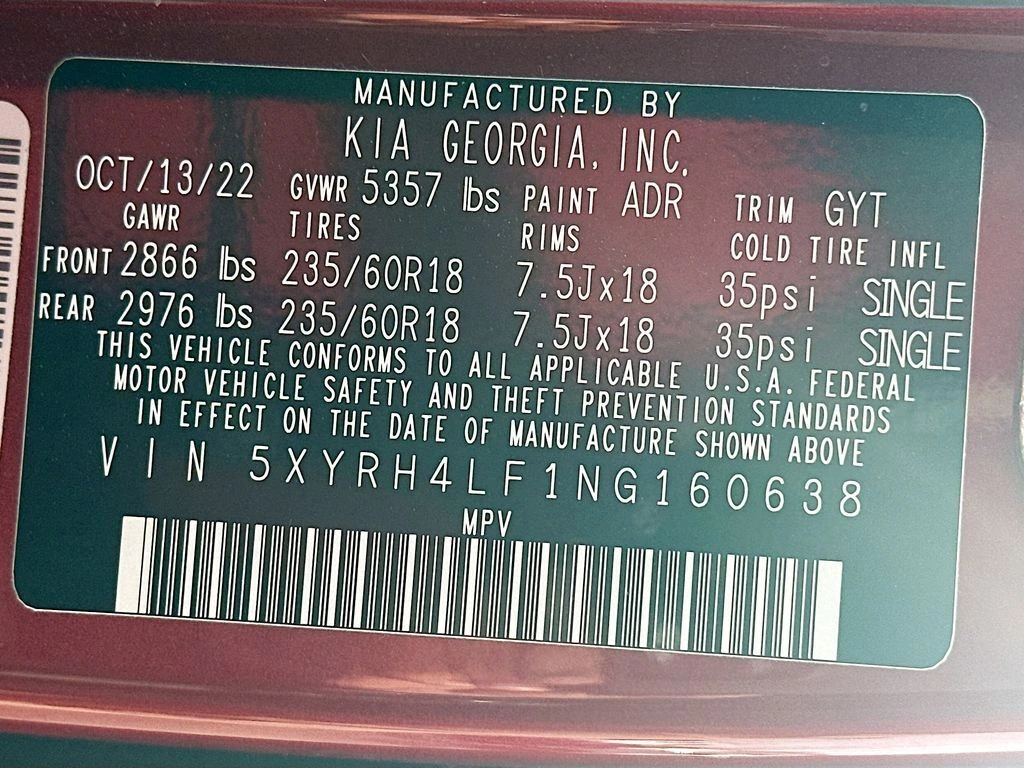 MANUFACTURED BY
KIA GEORGIA, INC.
OCT/13/22 GVWR 5357 lbs PAINT ADR TRIM GYT
GAWR TIRES RIMS COLD TIRE INFL
FRONT 2866 lbs 235/60R18 7.5Jx18 35psi SINGLE
REAR 2976 lbs 235/60R18 7.5Jx18 35psi SINGLE
THIS VEHICLE CONFORMS TO ALL APPLICABLE U.S.A. FEDERAL
MOTOR VEHICLE SAFETY AND THEFT PREVENTION STANDARDS
IN EFFECT ON THE DATE OF MANUFACTURE SHOWN ABOVE
VIN 5XYRH4LF1NG160638
MPV